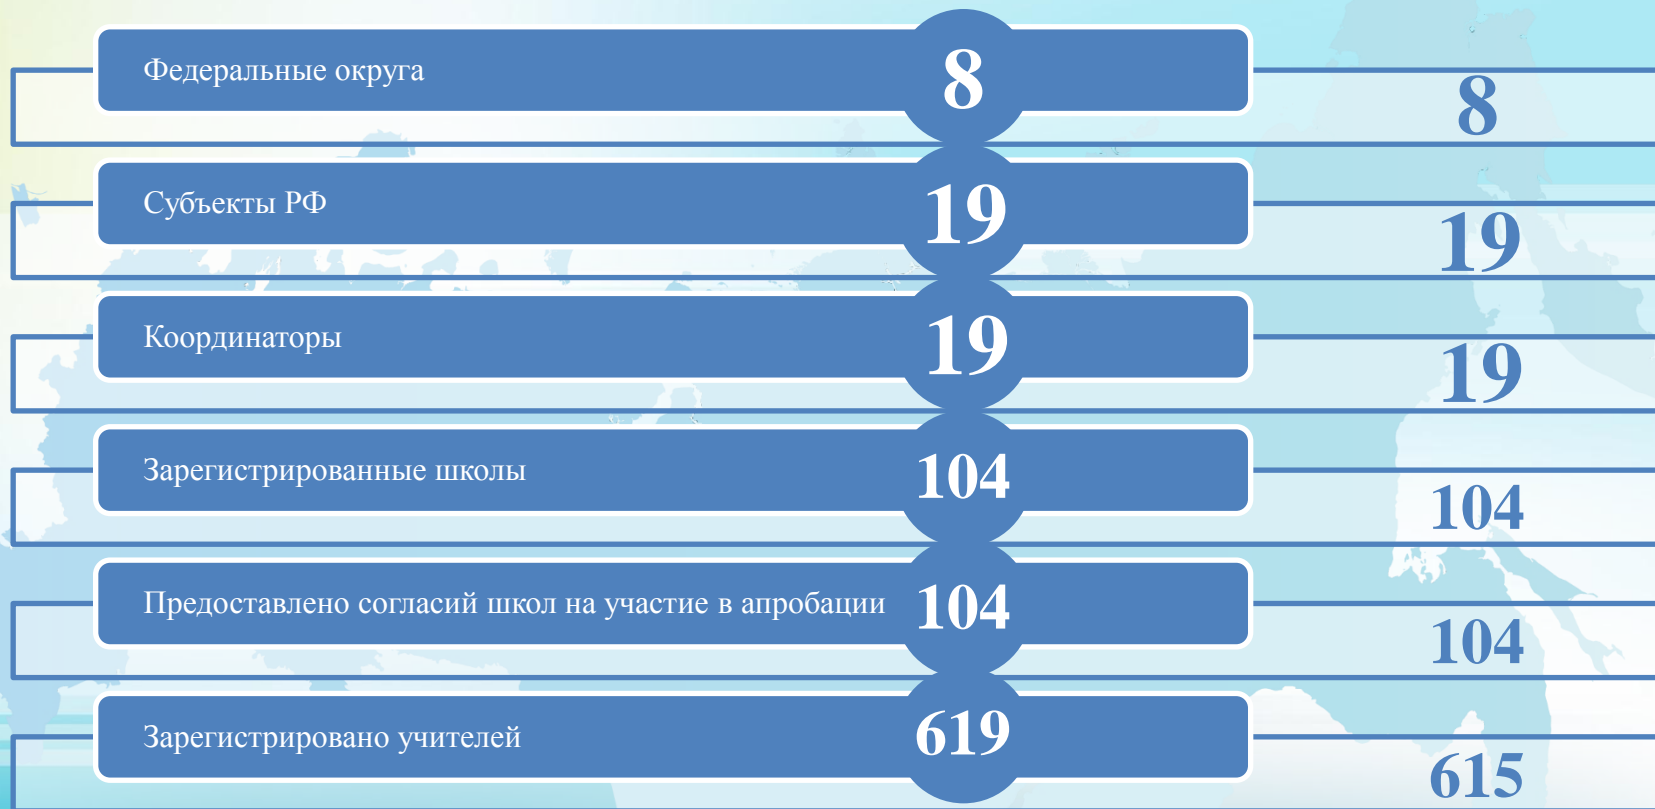 Федеральные округа 8 8
Субъекты РФ 19 19
Координаторы 19 19
Зарегистрированные школы 104 104
Предоставлено согласий школ на участие в апробации 104 104
Зарегистрировано учителей 619 615